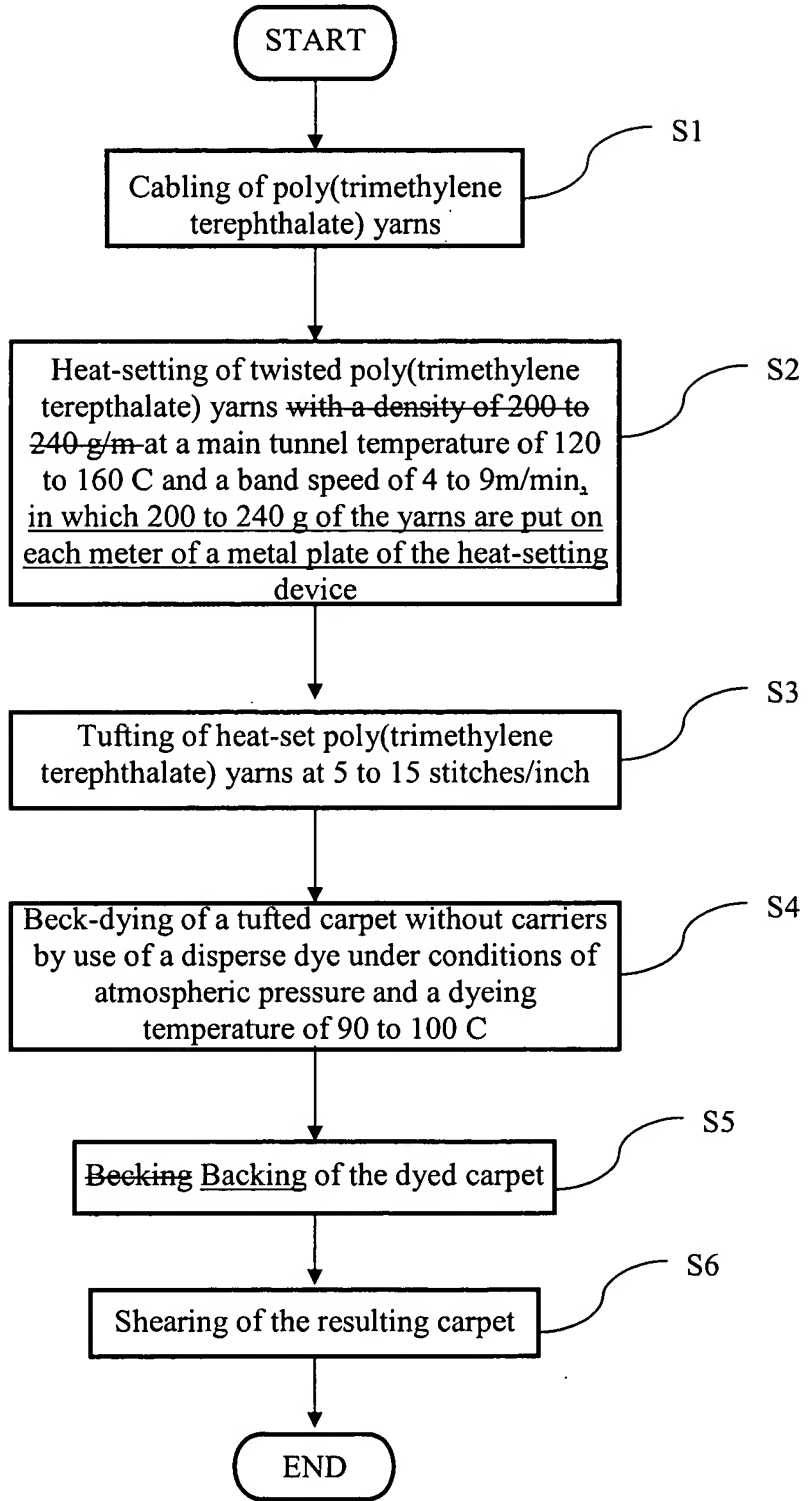 START
S1
Cabling of poly(trimethylene
terephthalate) yarns
S2
Heat-setting of twisted poly(trimethylene
terepthalate) yarns with a density of 200 to
240 g/m at a main tunnel temperature of 120
to 160 C and a band speed of 4 to 9m/min,
in which 200 to 240 g of the yarns are put on
each meter of a metal plate of the heat-setting
device
S3
Tufting of heat-set poly(trimethylene
terephthalate) yarns at 5 to 15 stitches/inch
S4
Beck-dying of a tufted carpet without carriers
by use of a disperse dye under conditions of
atmospheric pressure and a dyeing
temperature of 90 to 100 C
S5
Becking Backing of the dyed carpet
S6
Shearing of the resulting carpet
END